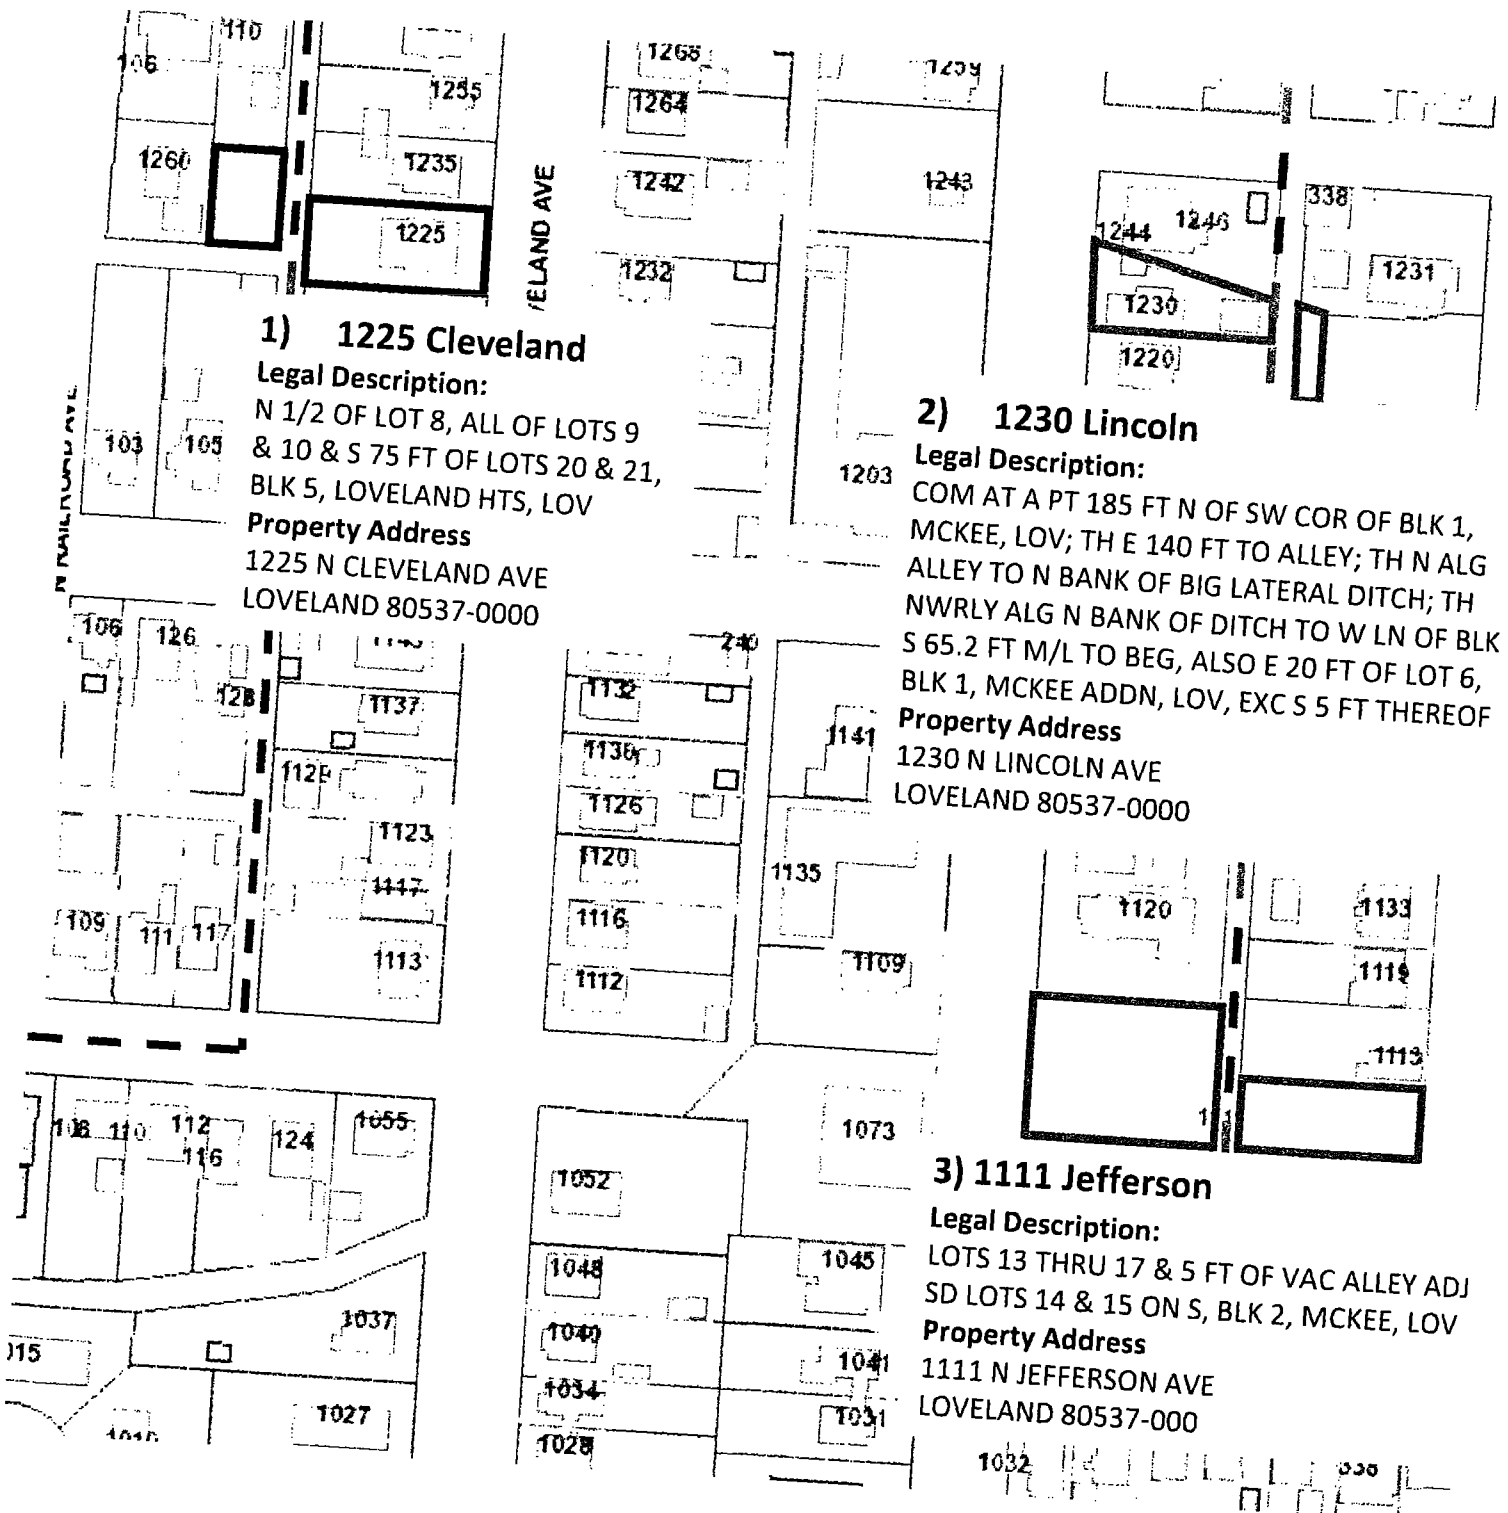 110
106
1255
1260
1235
1225
1268
1264
1242
1232
1259
1243
338
1246
1244
1231
1230
1220
VELAND AVE
1) 1225 Cleveland
Legal Description:
N 1/2 OF LOT 8, ALL OF LOTS 9
& 10 & S 75 FT OF LOTS 20 & 21,
BLK 5, LOVELAND HTS, LOV
Property Address
1225 N CLEVELAND AVE
LOVELAND 80537-0000
N RAILROAD AVE
103
105
1203
2) 1230 Lincoln
Legal Description:
COM AT A PT 185 FT N OF SW COR OF BLK 1,
MCKEE, LOV; TH E 140 FT TO ALLEY; TH N ALG
ALLEY TO N BANK OF BIG LATERAL DITCH; TH
NWRLY ALG N BANK OF DITCH TO W LN OF BLK
S 65.2 FT M/L TO BEG, ALSO E 20 FT OF LOT 6,
BLK 1, MCKEE ADDN, LOV, EXC S 5 FT THEREOF
Property Address
1230 N LINCOLN AVE
LOVELAND 80537-0000
106
126
128
1137
1123
1117
109
111
117
1113
240
1132
1126
1120
1116
1112
1141
1135
1109
1120
1133
1113
110
112
116
124
1055
1073
1052
1048
1045
1040
1041
1034
1031
1028
1037
015
1027
3) 1111 Jefferson
Legal Description:
LOTS 13 THRU 17 & 5 FT OF VAC ALLEY ADJ
SD LOTS 14 & 15 ON S, BLK 2, MCKEE, LOV
Property Address
1111 N JEFFERSON AVE
LOVELAND 80537-000
1032